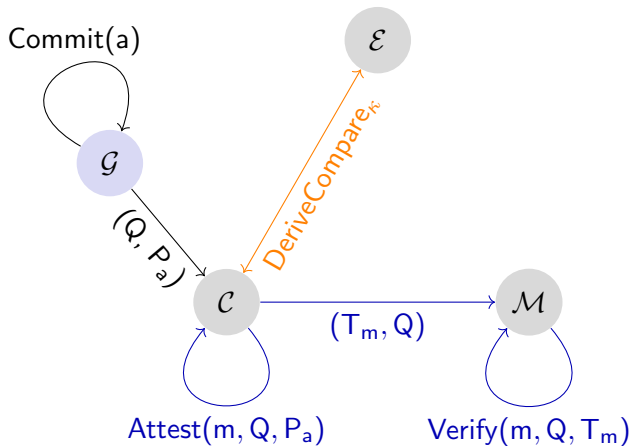 Commit(a)
ℰ
𝒢
DeriveCompare_κ
(Q, P_a)
𝒞
(T_m, Q)
ℳ
Attest(m, Q, P_a)
Verify(m, Q, T_m)